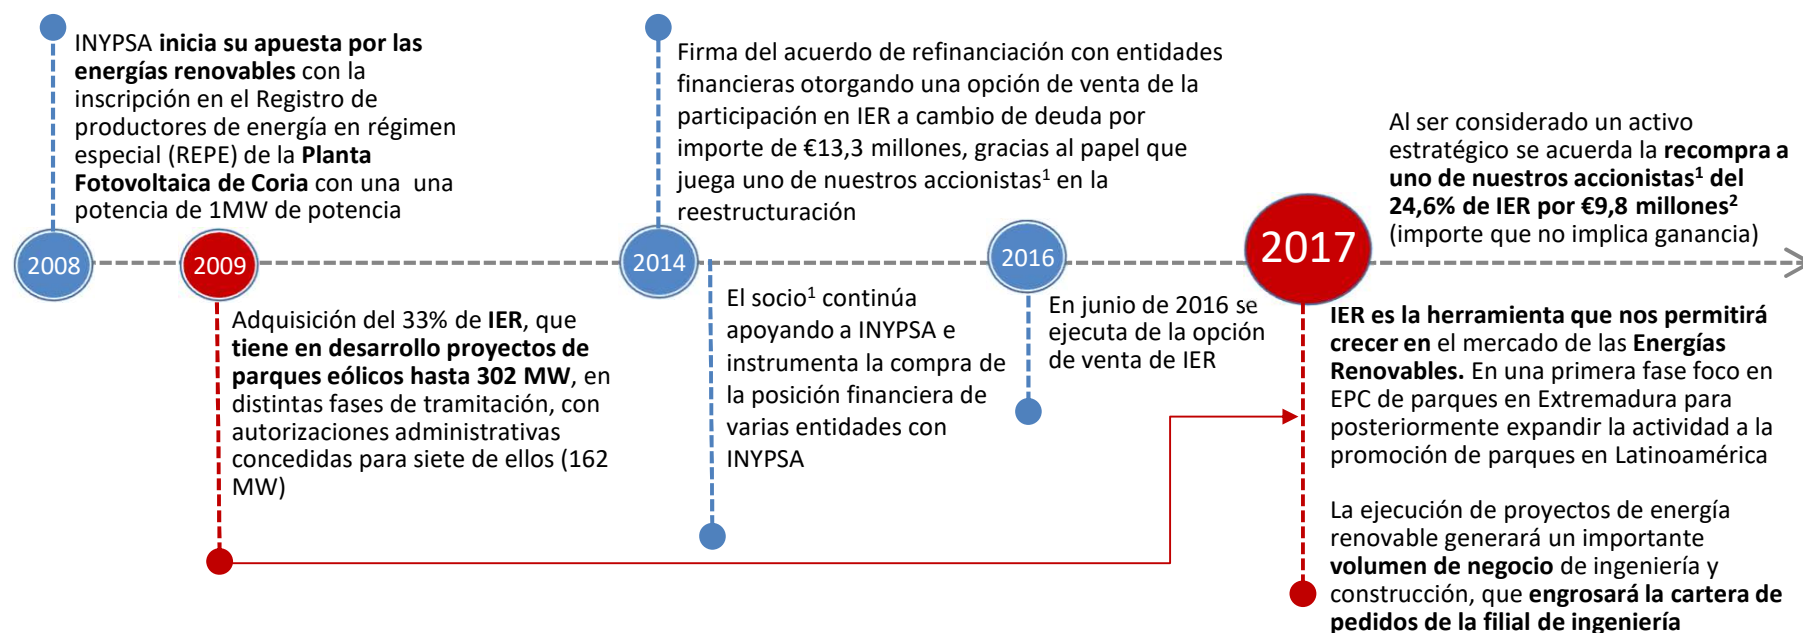 INYPSA inicia su apuesta por las
energías renovables con la
inscripción en el Registro de
productores de energía en régimen
especial (REPE) de la Planta
Fotovoltaica de Coria con una  una
potencia de 1MW de potencia
Firma del acuerdo de refinanciación con entidades
financieras otorgando una opción de venta de la
participación en IER a cambio de deuda por
importe de €13,3 millones, gracias al papel que
juega uno de nuestros accionistas¹ en la
reestructuración
Al ser considerado un activo
estratégico se acuerda la recompra a
uno de nuestros accionistas¹ del
24,6% de IER por €9,8 millones²
(importe que no implica ganancia)
2008
2009
2014
2016
2017
Adquisición del 33% de IER, que
tiene en desarrollo proyectos de
parques eólicos hasta 302 MW, en
distintas fases de tramitación, con
autorizaciones administrativas
concedidas para siete de ellos (162
MW)
El socio¹ continúa
apoyando a INYPSA e
instrumenta la compra de
la posición financiera de
varias entidades con
INYPSA
En junio de 2016 se
ejecuta de la opción
de venta de IER
IER es la herramienta que nos permitirá
crecer en el mercado de las Energías
Renovables. En una primera fase foco en
EPC de parques en Extremadura para
posteriormente expandir la actividad a la
promoción de parques en Latinoamérica
La ejecución de proyectos de energía
renovable generará un importante
volumen de negocio de ingeniería y
construcción, que engrosará la cartera de
pedidos de la filial de ingeniería